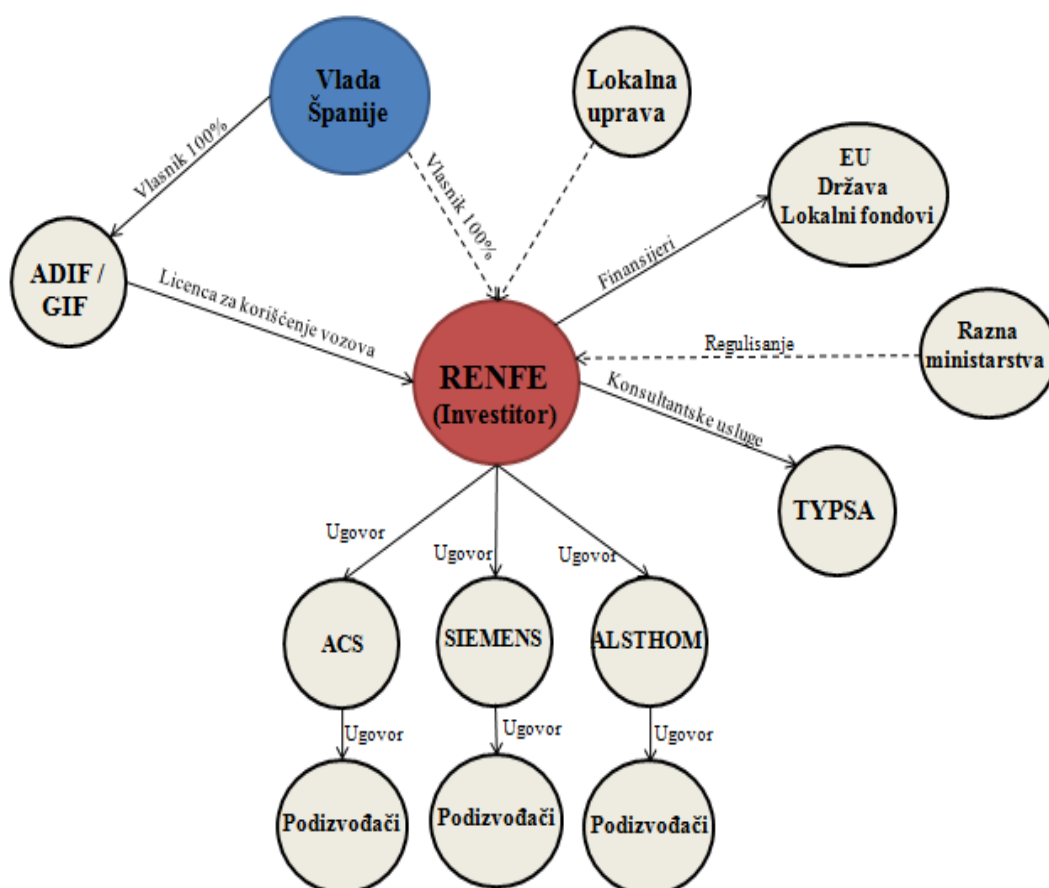 Vlada
Španije
Lokalna
uprava
EU
Država
Lokalni fondovi
Vlasnik 100%
Vlasnik 100%
ADIF /
GIF
Licenca za korišćenje vozova
Finansijeri
RENFE
(Investitor)
Regulisanje
Razna
ministarstva
Konsultantske usluge
TYPSA
Ugovor
Ugovor
Ugovor
ACS
SIEMENS
ALSTHOM
Ugovor
Ugovor
Ugovor
Podizvođači
Podizvođači
Podizvođači